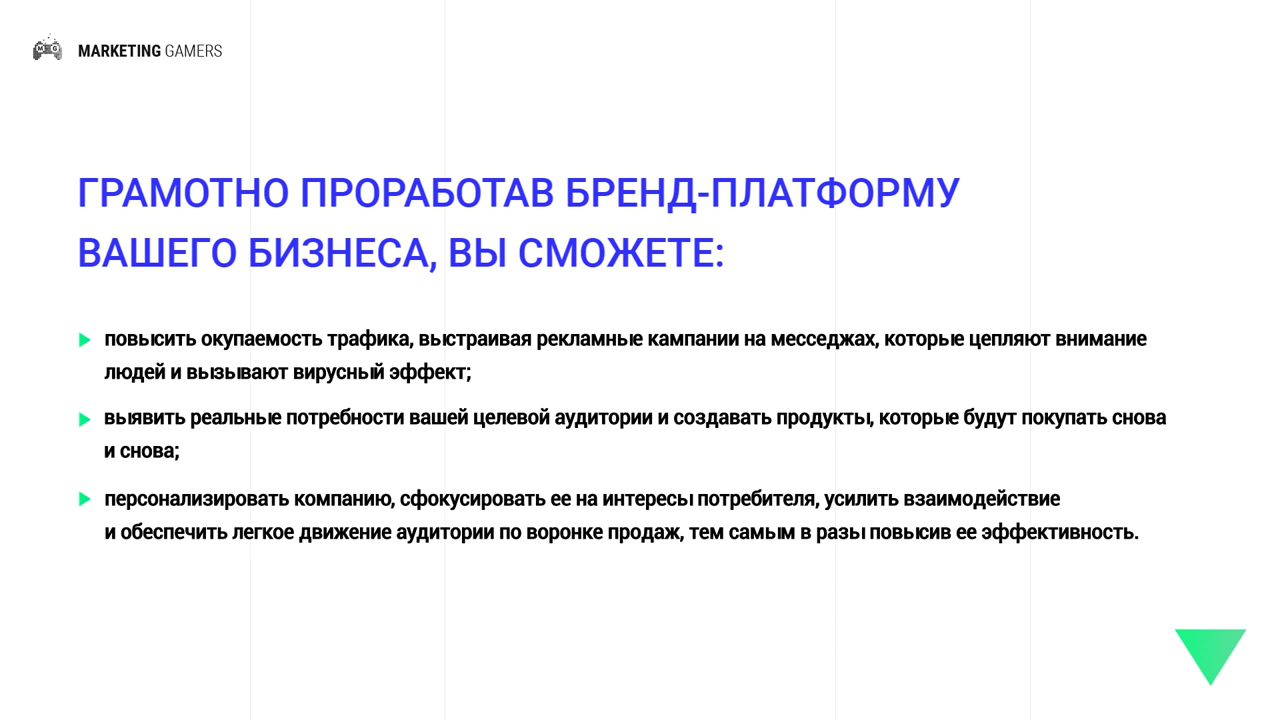 MARKETING GAMERS
ГРАМОТНО ПРОРАБОТАВ БРЕНД-ПЛАТФОРМУ
ВАШЕГО БИЗНЕСА, ВЫ СМОЖЕТЕ:
повысить окупаемость трафика, выстраивая рекламные кампании на месседжах, которые цепляют внимание
людей и вызывают вирусный эффект;
выявить реальные потребности вашей целевой аудитории и создавать продукты, которые будут покупать снова
и снова;
персонализировать компанию, сфокусировать ее на интересы потребителя, усилить взаимодействие
и обеспечить легкое движение аудитории по воронке продаж, тем самым в разы повысив ее эффективность.